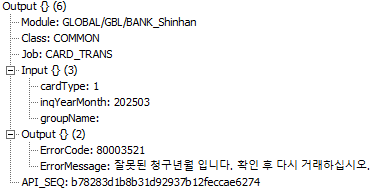 Output {} (6)
Module: GLOBAL/GBL/BANK_Shinhan
Class: COMMON
Job: CARD_TRANS
Input {} (3)
cardType: 1
inqYearMonth: 202503
groupName:
Output {} (2)
ErrorCode: 80003521
ErrorMessage: 잘못된 청구년월 입니다. 확인 후 다시 거래하십시오.
API_SEQ: b78283d1b8b31d92937b12feccae6274